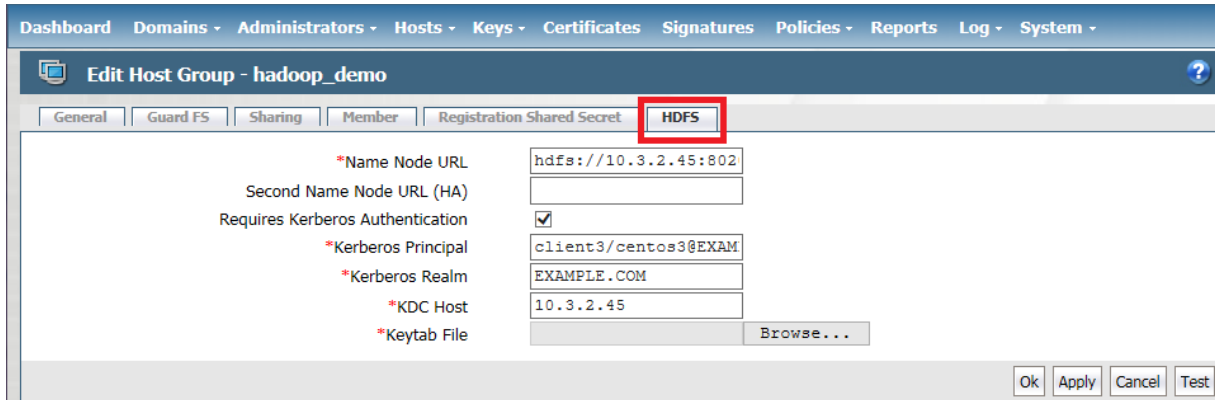 Dashboard Domains Administrators Hosts Keys Certificates Signatures Policies Reports Log System
Edit Host Group - hadoop_demo ?
General Guard FS Sharing Member Registration Shared Secret HDFS
*Name Node URL hdfs://10.3.2.45:802
Second Name Node URL (HA)
Requires Kerberos Authentication
*Kerberos Principal client3/centos3@EXAM
*Kerberos Realm EXAMPLE.COM
*KDC Host 10.3.2.45
*Keytab File Browse...
Ok Apply Cancel Test